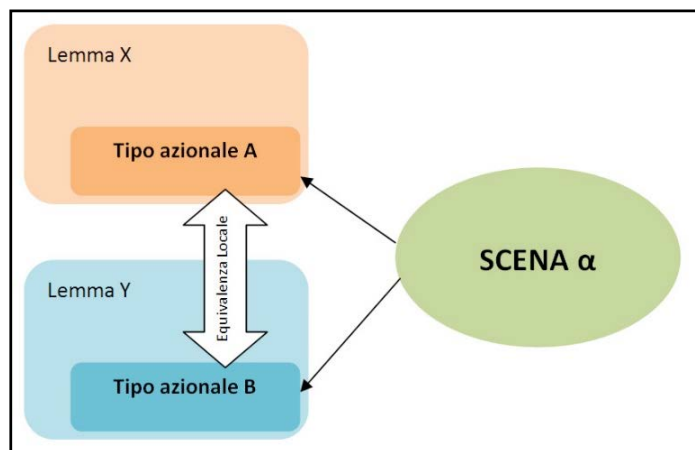 Lemma X
Tipo azionale A
Equivalenza Locale
SCENA α
Lemma Y
Tipo azionale B